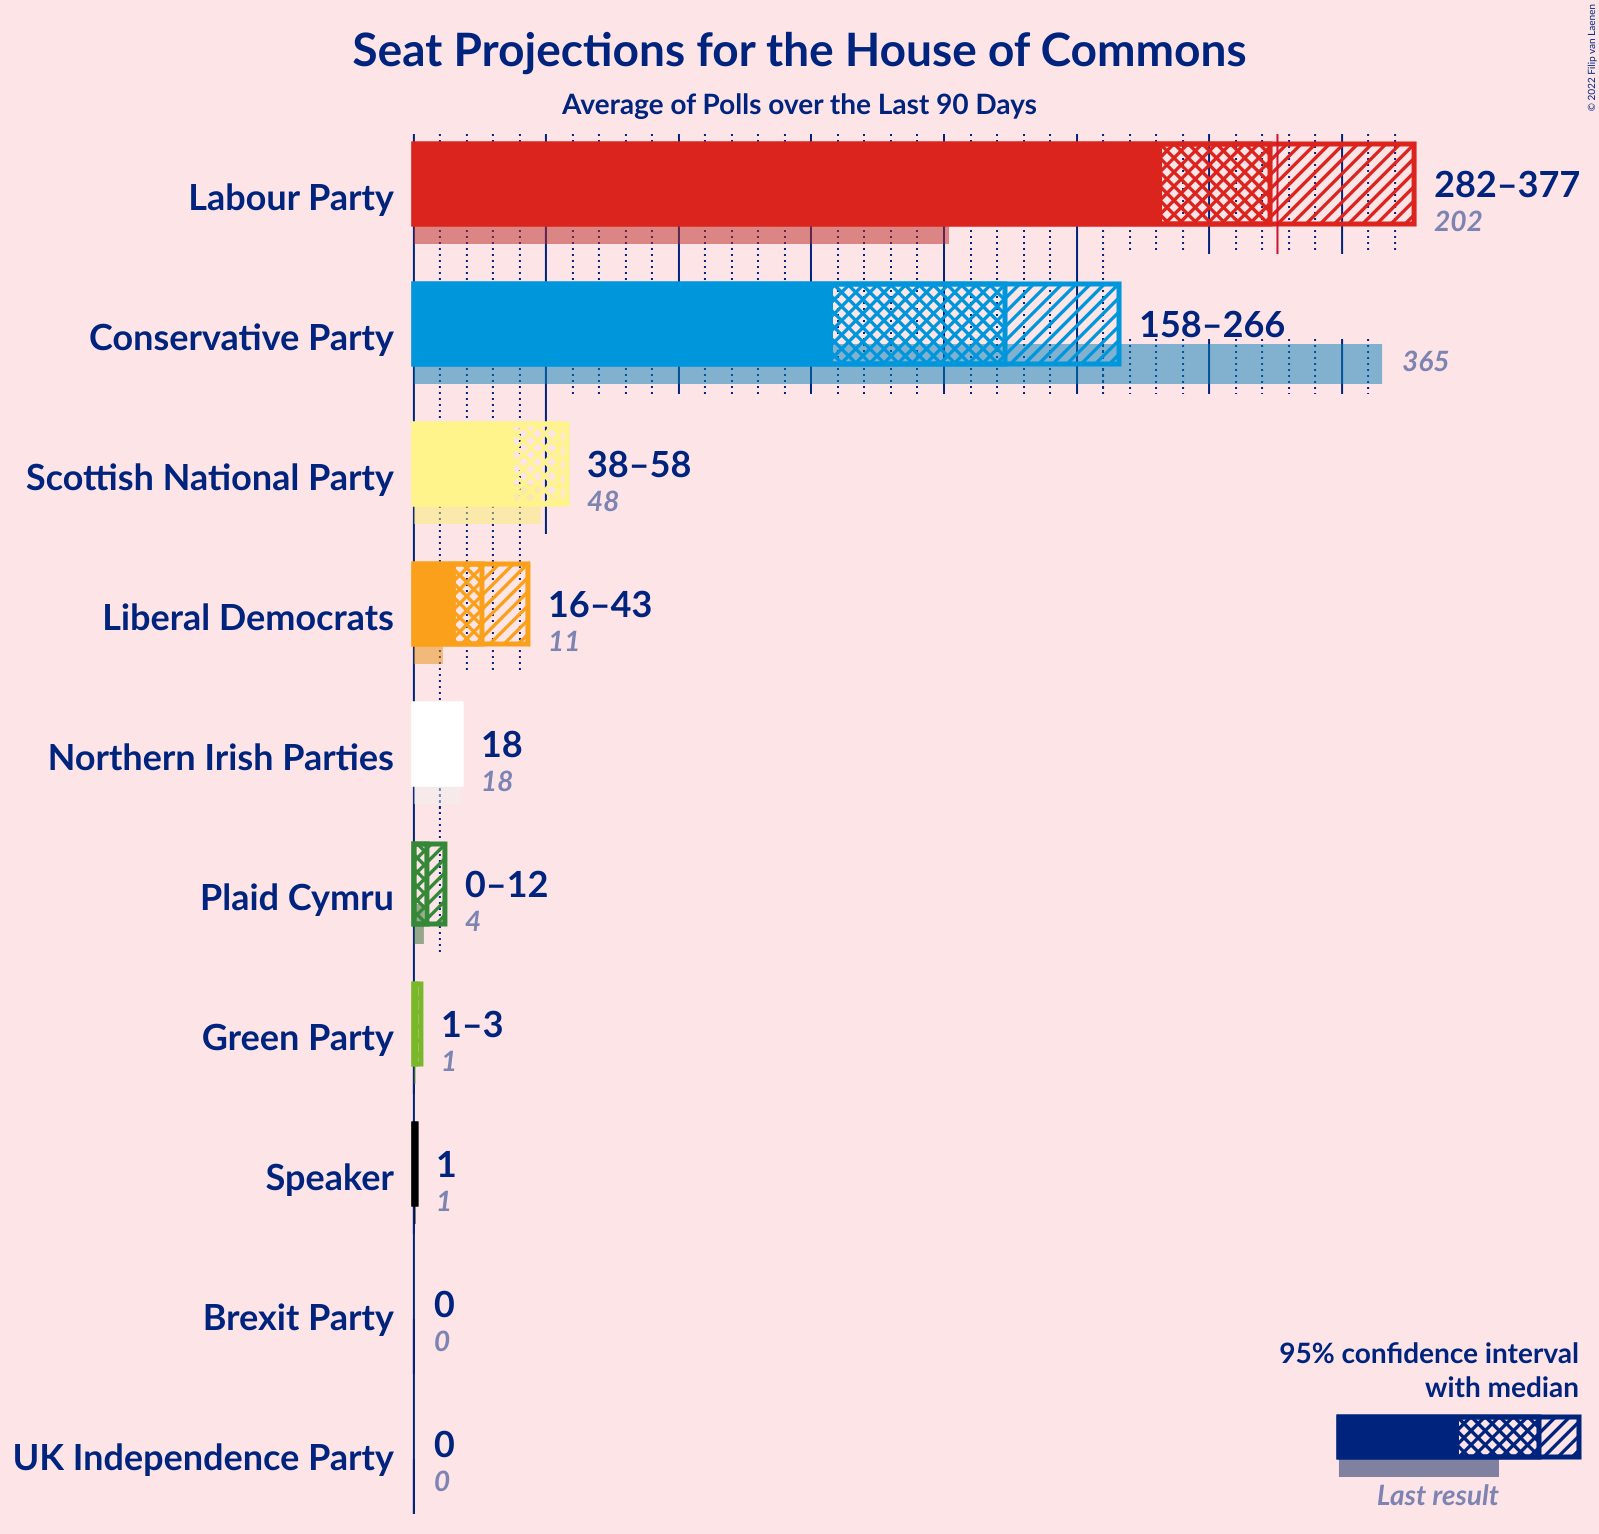 Seat Projections for the House of Commons
Average of Polls over the Last 90 Days
© 2022 Filip van Laenen
Labour Party
282–377
202
Conservative Party
158–266
365
Scottish National Party
38–58
48
Liberal Democrats
16–43
11
Northern Irish Parties
18
18
Plaid Cymru
0–12
4
Green Party
1–3
1
Speaker
1
1
Brexit Party
0
0
UK Independence Party
0
0
95% confidence interval
with median
Last result